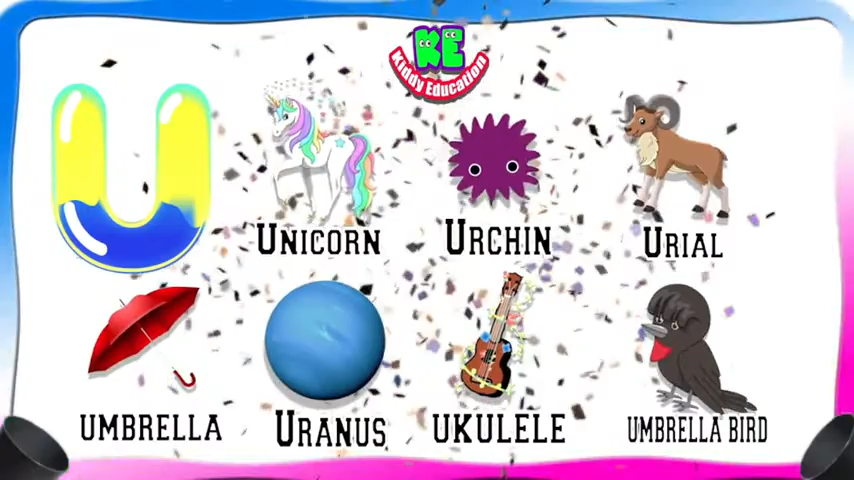 KE
Kiddy Education
U
UNICORN
URCHIN
URIAL
UMBRELLA
URANUS
UKULELE
UMBRELLA BIRD